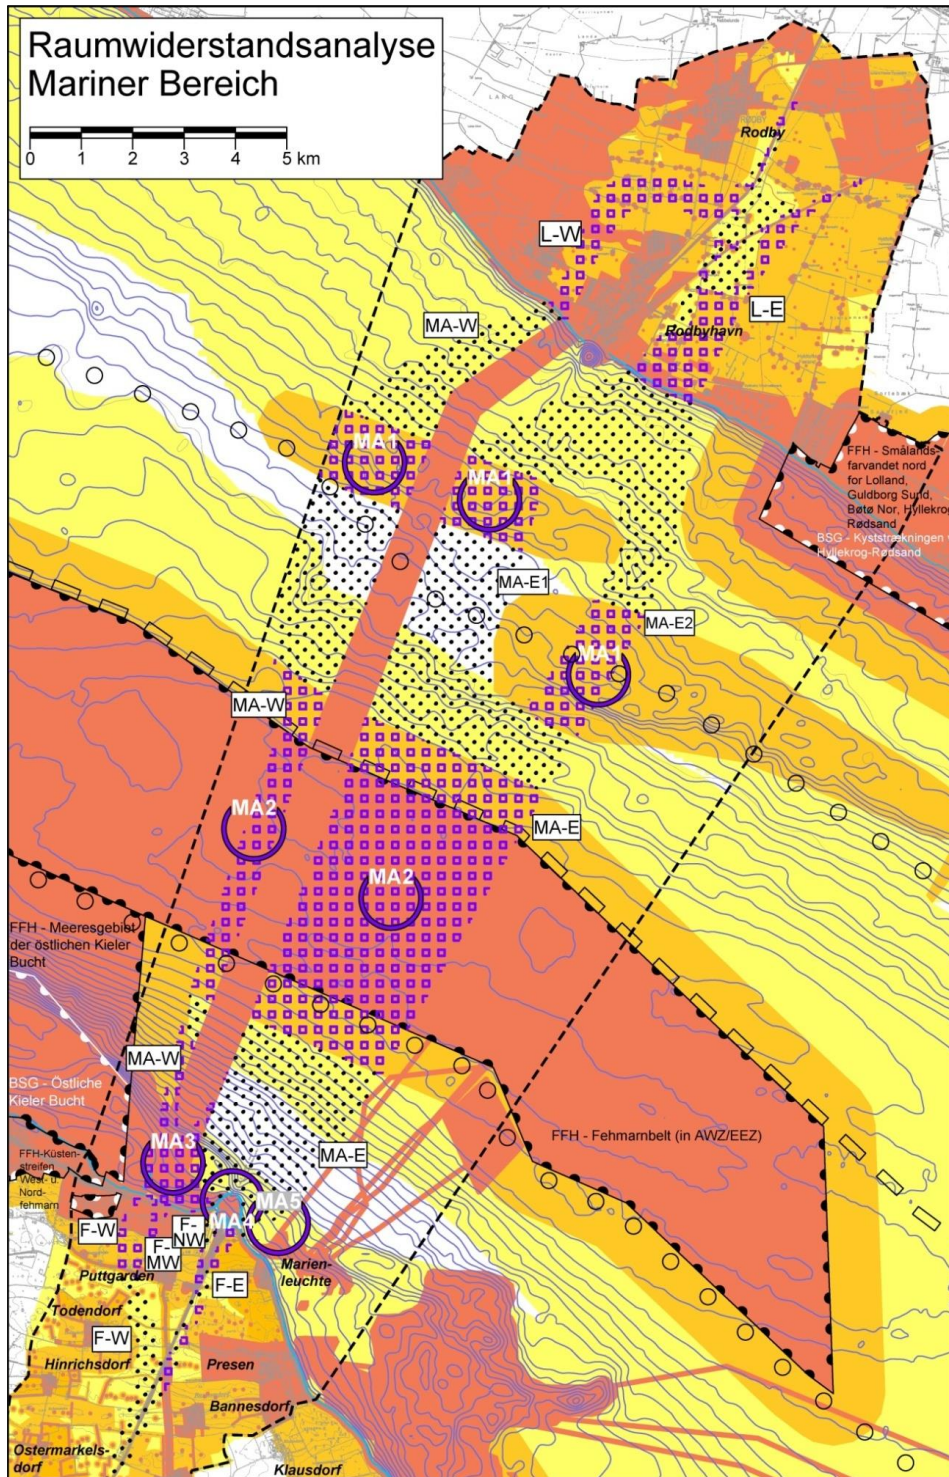 Raumwiderstandsanalyse
Mariner Bereich
0 1 2 3 4 5 km
Rodby
L-W
L-E
Rodbyhavn
MA-W
MA1
MA1
FFH - Smålands-
farvandet nord
for Lolland,
Guldborg Sund,
Bøtø Nor, Hyllekrog
Rødsand
BSG - Kyststrækningen v
Hyllekrog-Rødsand
MA-E1
MA-E2
MA1
MA-W
MA2
MA-E
MA2
FFH - Meeresgebiet
der östlichen Kieler
Bucht
MA-W
BSG - Östliche
Kieler Bucht
FFH - Fehmarnbelt (in AWZ/EEZ)
MA3
MA-E
FFH-Küsten-
streifen
West- u.
Nord-
fehmarn
MA5
MA4
F-W
F-
NW
F-
MW
Puttgarden
Marien-
leuchte
F-E
Todendorf
F-W
Hinrichsdorf
Presen
Bannesdorf
Ostermarkels-
dorf
Klausdorf